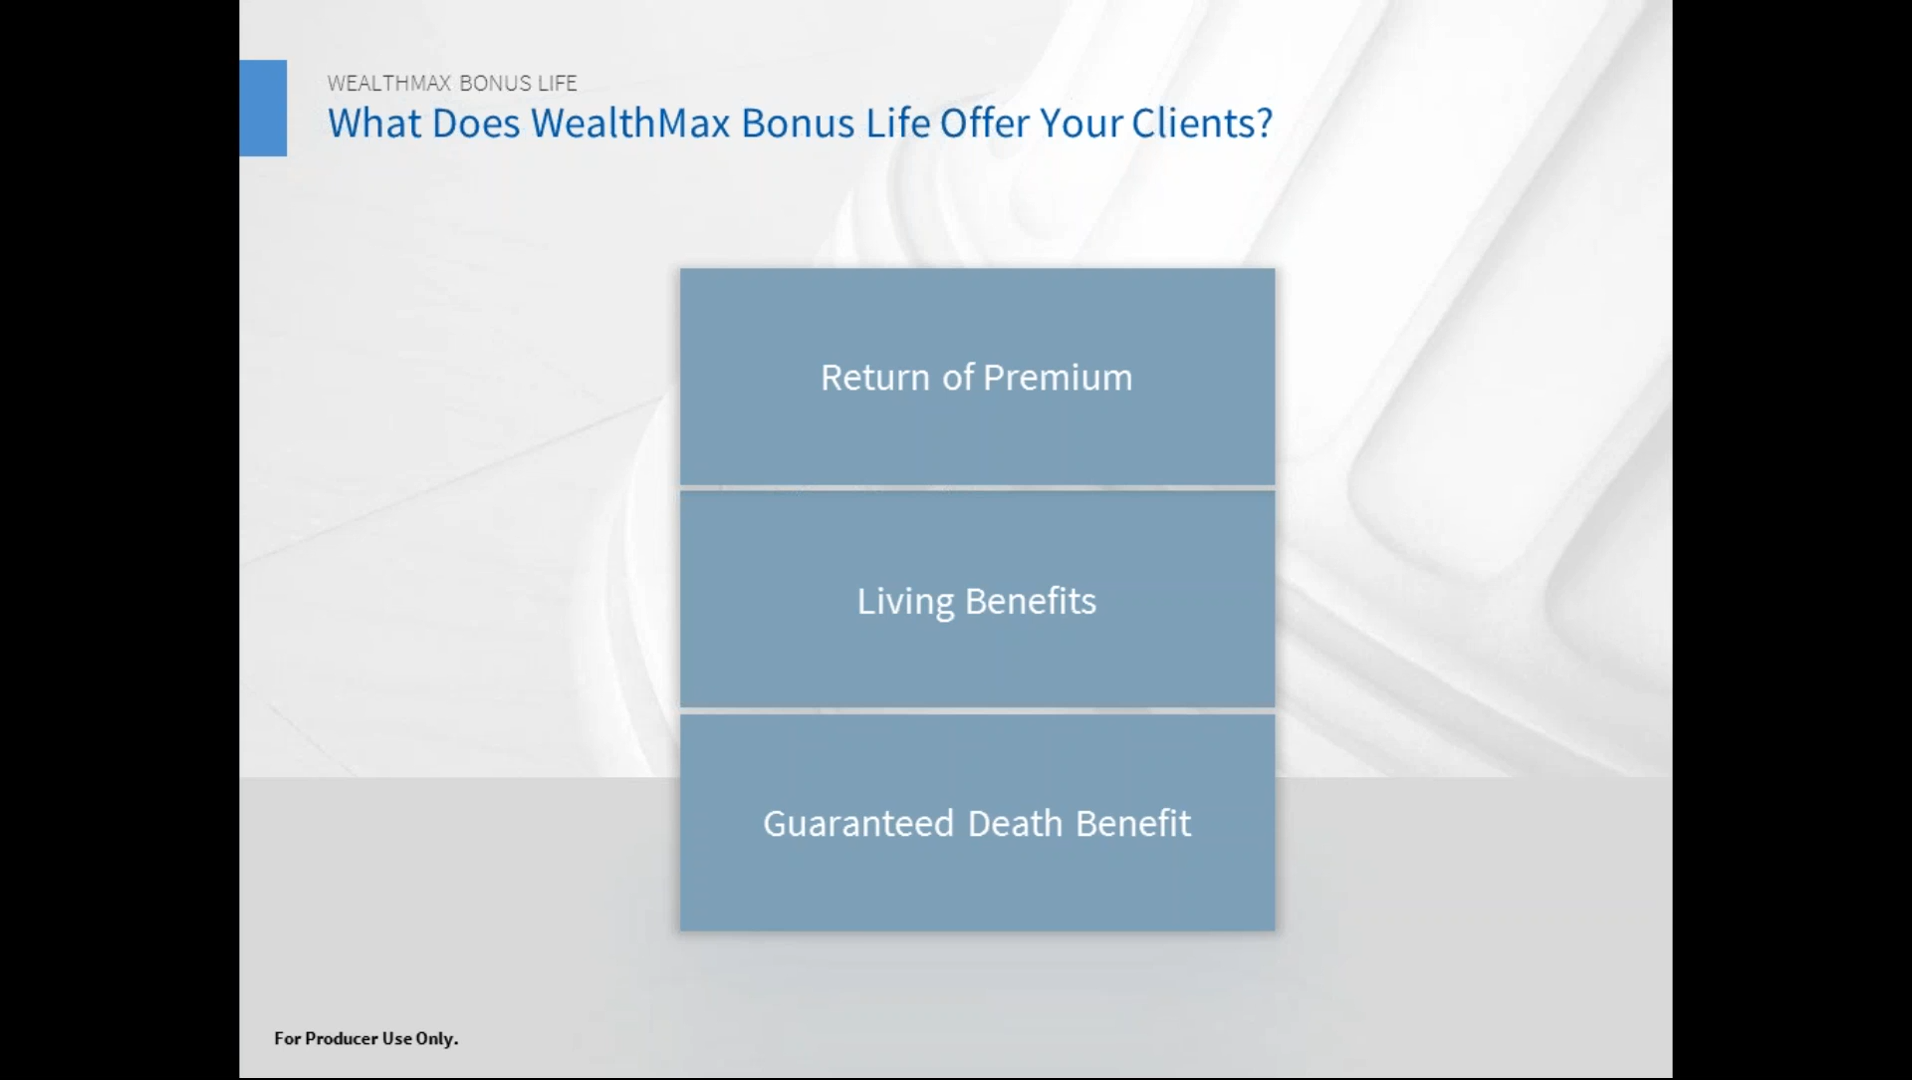 WEALTHMAX BONUS LIFE
What Does WealthMax Bonus Life Offer Your Clients?
Return of Premium
Living Benefits
Guaranteed Death Benefit
For Producer Use Only.